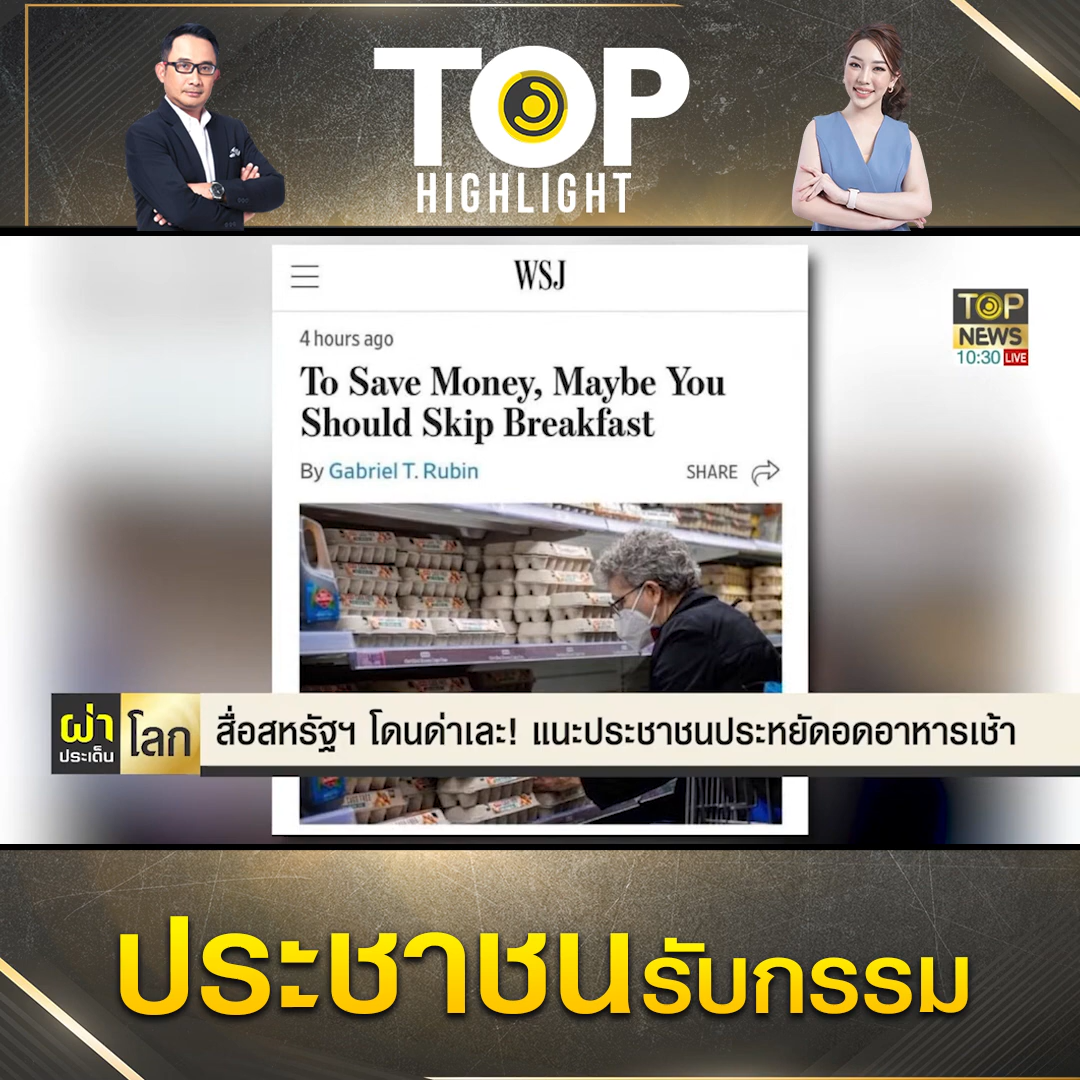 TOP
HIGHLIGHT
WSJ
4 hours ago
To Save Money, Maybe You
Should Skip Breakfast
By Gabriel T. Rubin
SHARE
TOP
NEWS
10:30 LIVE
ผ่า
ประเด็น
โลก
สื่อสหรัฐฯ โดนด่าเละ! แนะประชาชนประหยัดอดอาหารเช้า
ประชาชนรับกรรม